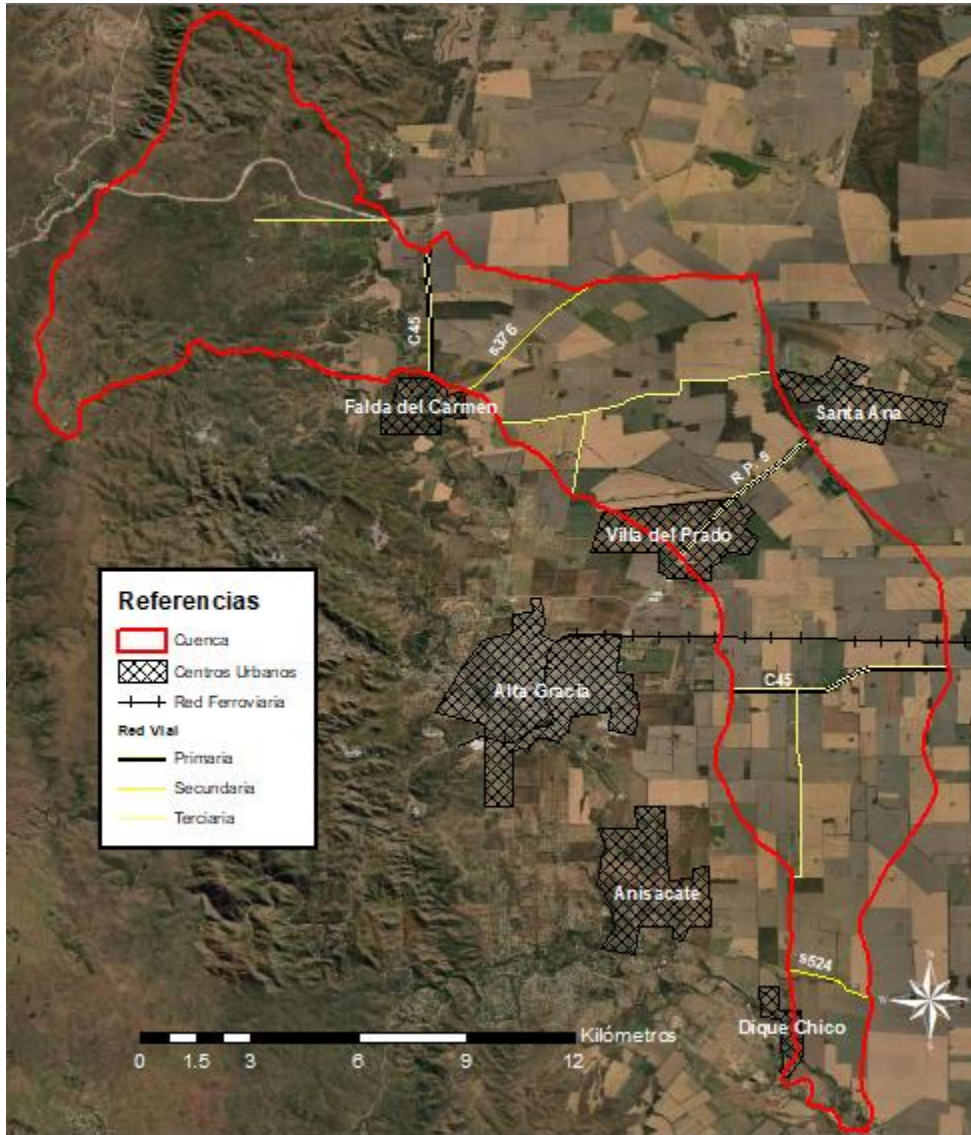 C45
s376
Falda del Carmen
Santa Ana
R P. 5
Villa del Prado
Referencias
Cuenca
Centros Urbanos
Red Ferroviaria
Red Vial
Primaria
Secundaria
Terciaria
Alta Gracia
C45
Anisacate
s524
Dique Chico
Kilómetros
0 1.5 3 6 9 12